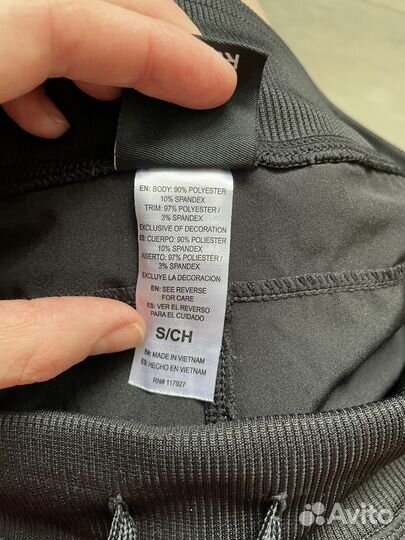 EN: BODY: 90% POLYESTER
10% SPANDEX
TRIM: 97% POLYESTER /
3% SPANDEX
EXCLUSIVE OF DECORATION
ES: CUERPO: 90% POLIESTER
10% SPANDEX
INSERTO: 97% POLIESTER /
3% SPANDEX
EXCLUYE LA DECORACION
EN: SEE REVERSE
FOR CARE
ES: VER EL REVERSO
PARA EL CUIDADO
S/CH
EN: MADE IN VIETNAM
ES: HECHO EN VIETNAM
RN# 117927
Avito